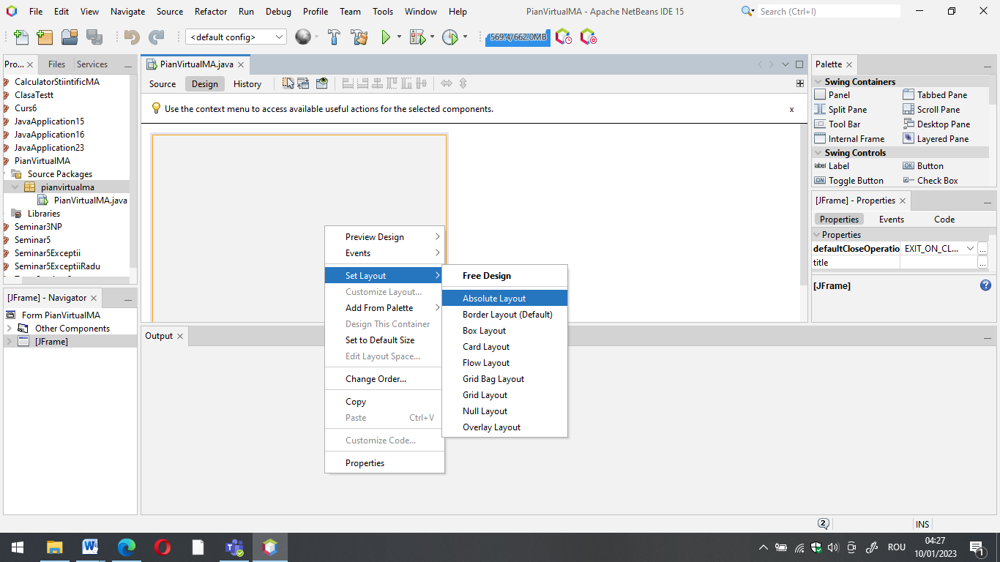 File Edit View Navigate Source Refactor Run Debug Profile Team Tools Window Help PianVirtualMA - Apache NetBeans IDE 15 Search (Ctrl+I)
<default config> 569.4/662.0MB
Pro... Files Services
CalculatorStiintificMA
ClasaTestt
Curs6
JavaApplication15
JavaApplication16
JavaApplication23
PianVirtualMA
Source Packages
pianvirtualma
PianVirtualMA.java
Libraries
Seminar3NP
Seminar5
Seminar5Exceptii
Seminar5ExceptiiRadu
[JFrame] - Navigator
Form PianVirtualMA
Other Components
[JFrame]
PianVirtualMA.java
Source Design History
Use the context menu to access available useful actions for the selected components. x
Preview Design
Events
Set Layout
Customize Layout...
Add From Palette
Design This Container
Set to Default Size
Edit Layout Space...
Change Order...
Copy
Paste Ctrl+V
Customize Code...
Properties
Free Design
Absolute Layout
Border Layout (Default)
Box Layout
Card Layout
Flow Layout
Grid Bag Layout
Grid Layout
Null Layout
Overlay Layout
Output
Palette
Swing Containers
Panel Tabbed Pane
Split Pane Scroll Pane
Tool Bar Desktop Pane
Internal Frame Layered Pane
Swing Controls
label Label OK Button
ON Toggle Button Check Box
[JFrame] - Properties
Properties Events Code
Properties
defaultCloseOperatio EXIT_ON_CL... ...
title ...
[JFrame] ?
2 INS
ROU 04:27
10/01/2023 1